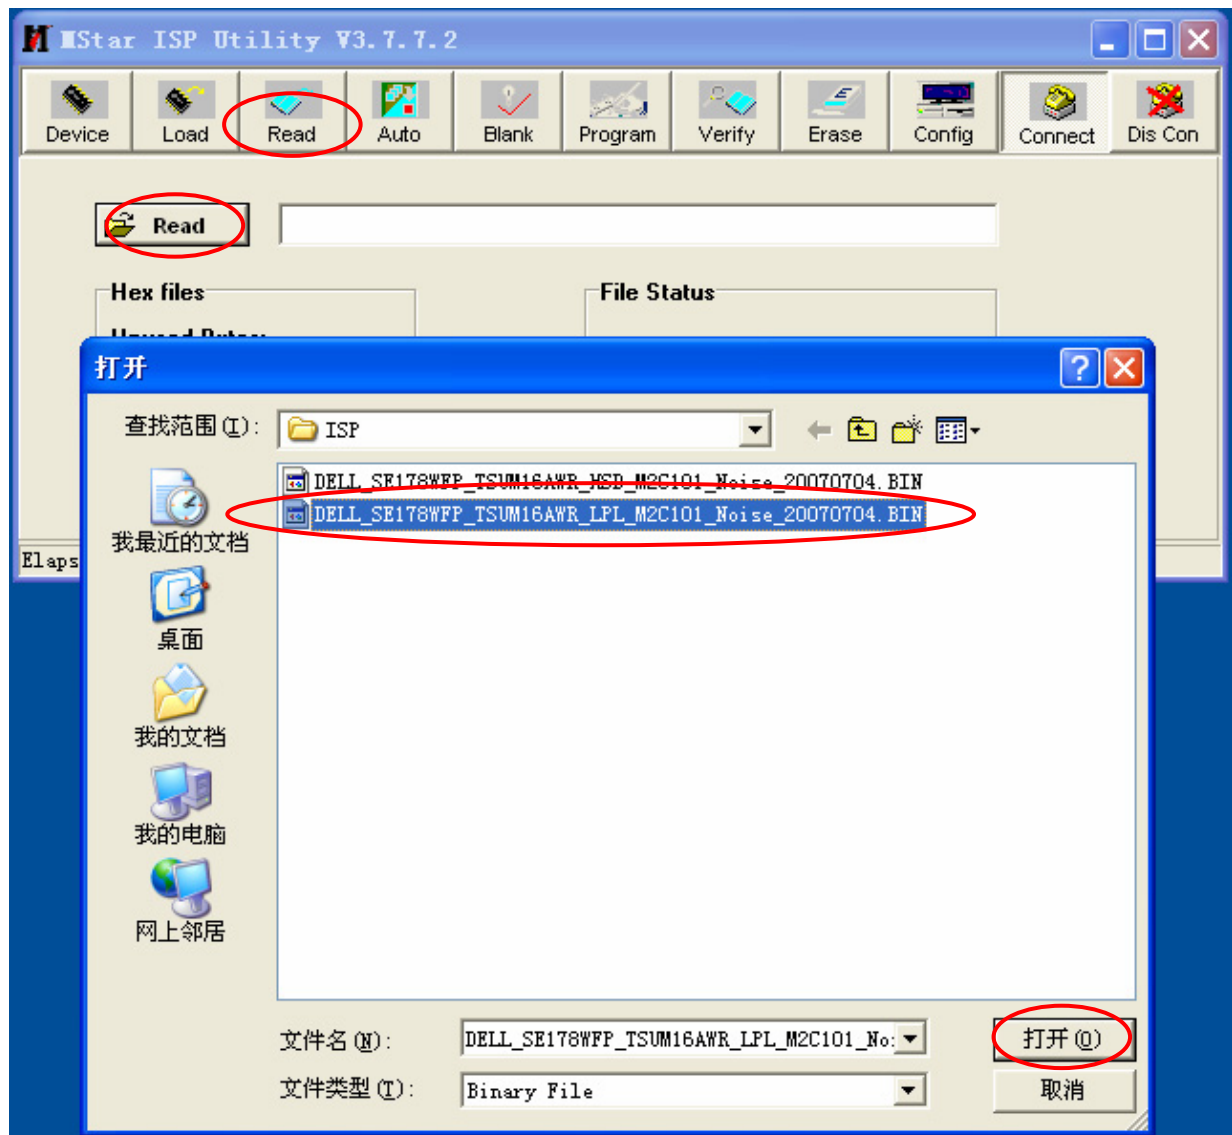 MStar ISP Utility V3.7.7.2
Device Load Read Auto Blank Program Verify Erase Config Connect Dis Con
Read
Hex files File Status
打开
查找范围(I): ISP
DELL_SE178WFP_TSUM16AWR_HSD_M2C101_Noise_20070704.BIN
DELL_SE178WFP_TSUM16AWR_LPL_M2C101_Noise_20070704.BIN
Elaps
我最近的文档
桌面
我的文档
我的电脑
网上邻居
文件名(N): DELL_SE178WFP_TSUM16AWR_LPL_M2C101_No: 打开(O)
文件类型(T): Binary File 取消